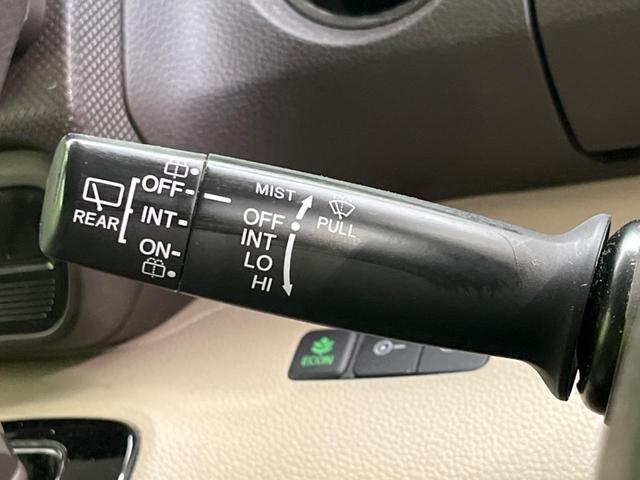 REAR
OFF
INT
ON
MIST
OFF
INT
LO
HI
PULL
ECON